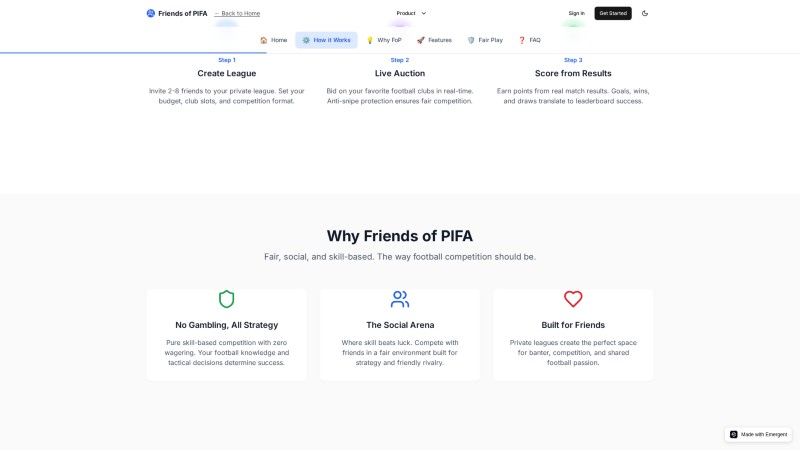 Friends of PIFA
← Back to Home
Product
Sign In
Get Started
Home
How it Works
Why FoP
Features
Fair Play
FAQ
Step 1
Step 2
Step 3
Create League
Live Auction
Score from Results
Invite 2-8 friends to your private league. Set your
budget, club slots, and competition format.
Bid on your favorite football clubs in real-time.
Anti-snipe protection ensures fair competition.
Earn points from real match results. Goals, wins,
and draws translate to leaderboard success.
Why Friends of PIFA
Fair, social, and skill-based. The way football competition should be.
No Gambling, All Strategy
Pure skill-based competition with zero
wagering. Your football knowledge and
tactical decisions determine success.
The Social Arena
Where skill beats luck. Compete with
friends in a fair environment built for
strategy and friendly rivalry.
Built for Friends
Private leagues create the perfect space
for banter, competition, and shared
football passion.
Made with Emergent